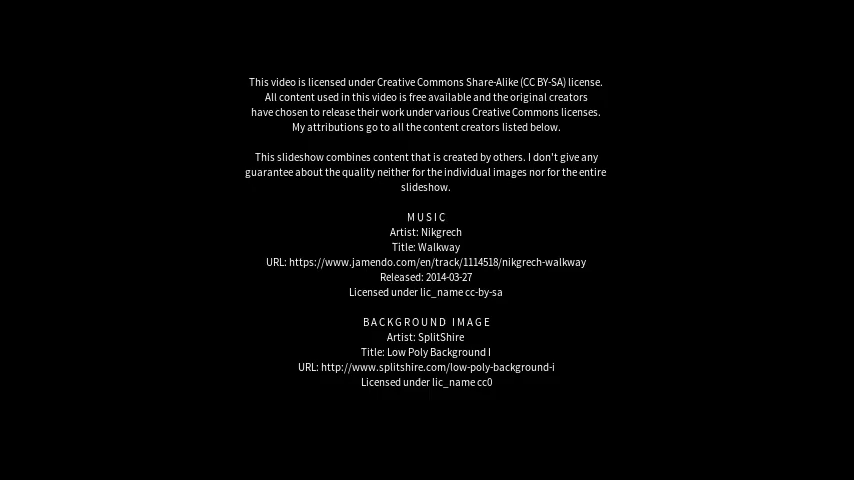 This video is licensed under Creative Commons Share-Alike (CC BY-SA) license.
All content used in this video is free available and the original creators
have chosen to release their work under various Creative Commons licenses.
My attributions go to all the content creators listed below.
This slideshow combines content that is created by others. I don't give any
guarantee about the quality neither for the individual images nor for the entire
slideshow.
MUSIC
Artist: Nikgrech
Title: Walkway
URL: https://www.jamendo.com/en/track/1114518/nikgrech-walkway
Released: 2014-03-27
Licensed under lic_name cc-by-sa
BACKGROUND IMAGE
Artist: SplitShire
Title: Low Poly Background I
URL: http://www.splitshire.com/low-poly-background-i
Licensed under lic_name cc0